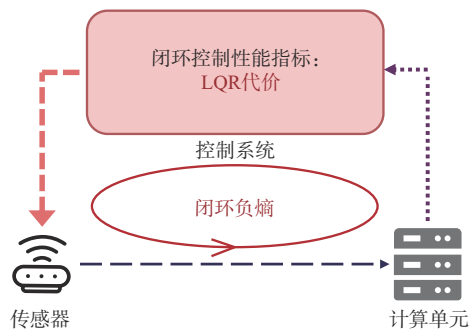 闭环控制性能指标：
LQR代价
控制系统
闭环负熵
传感器
计算单元